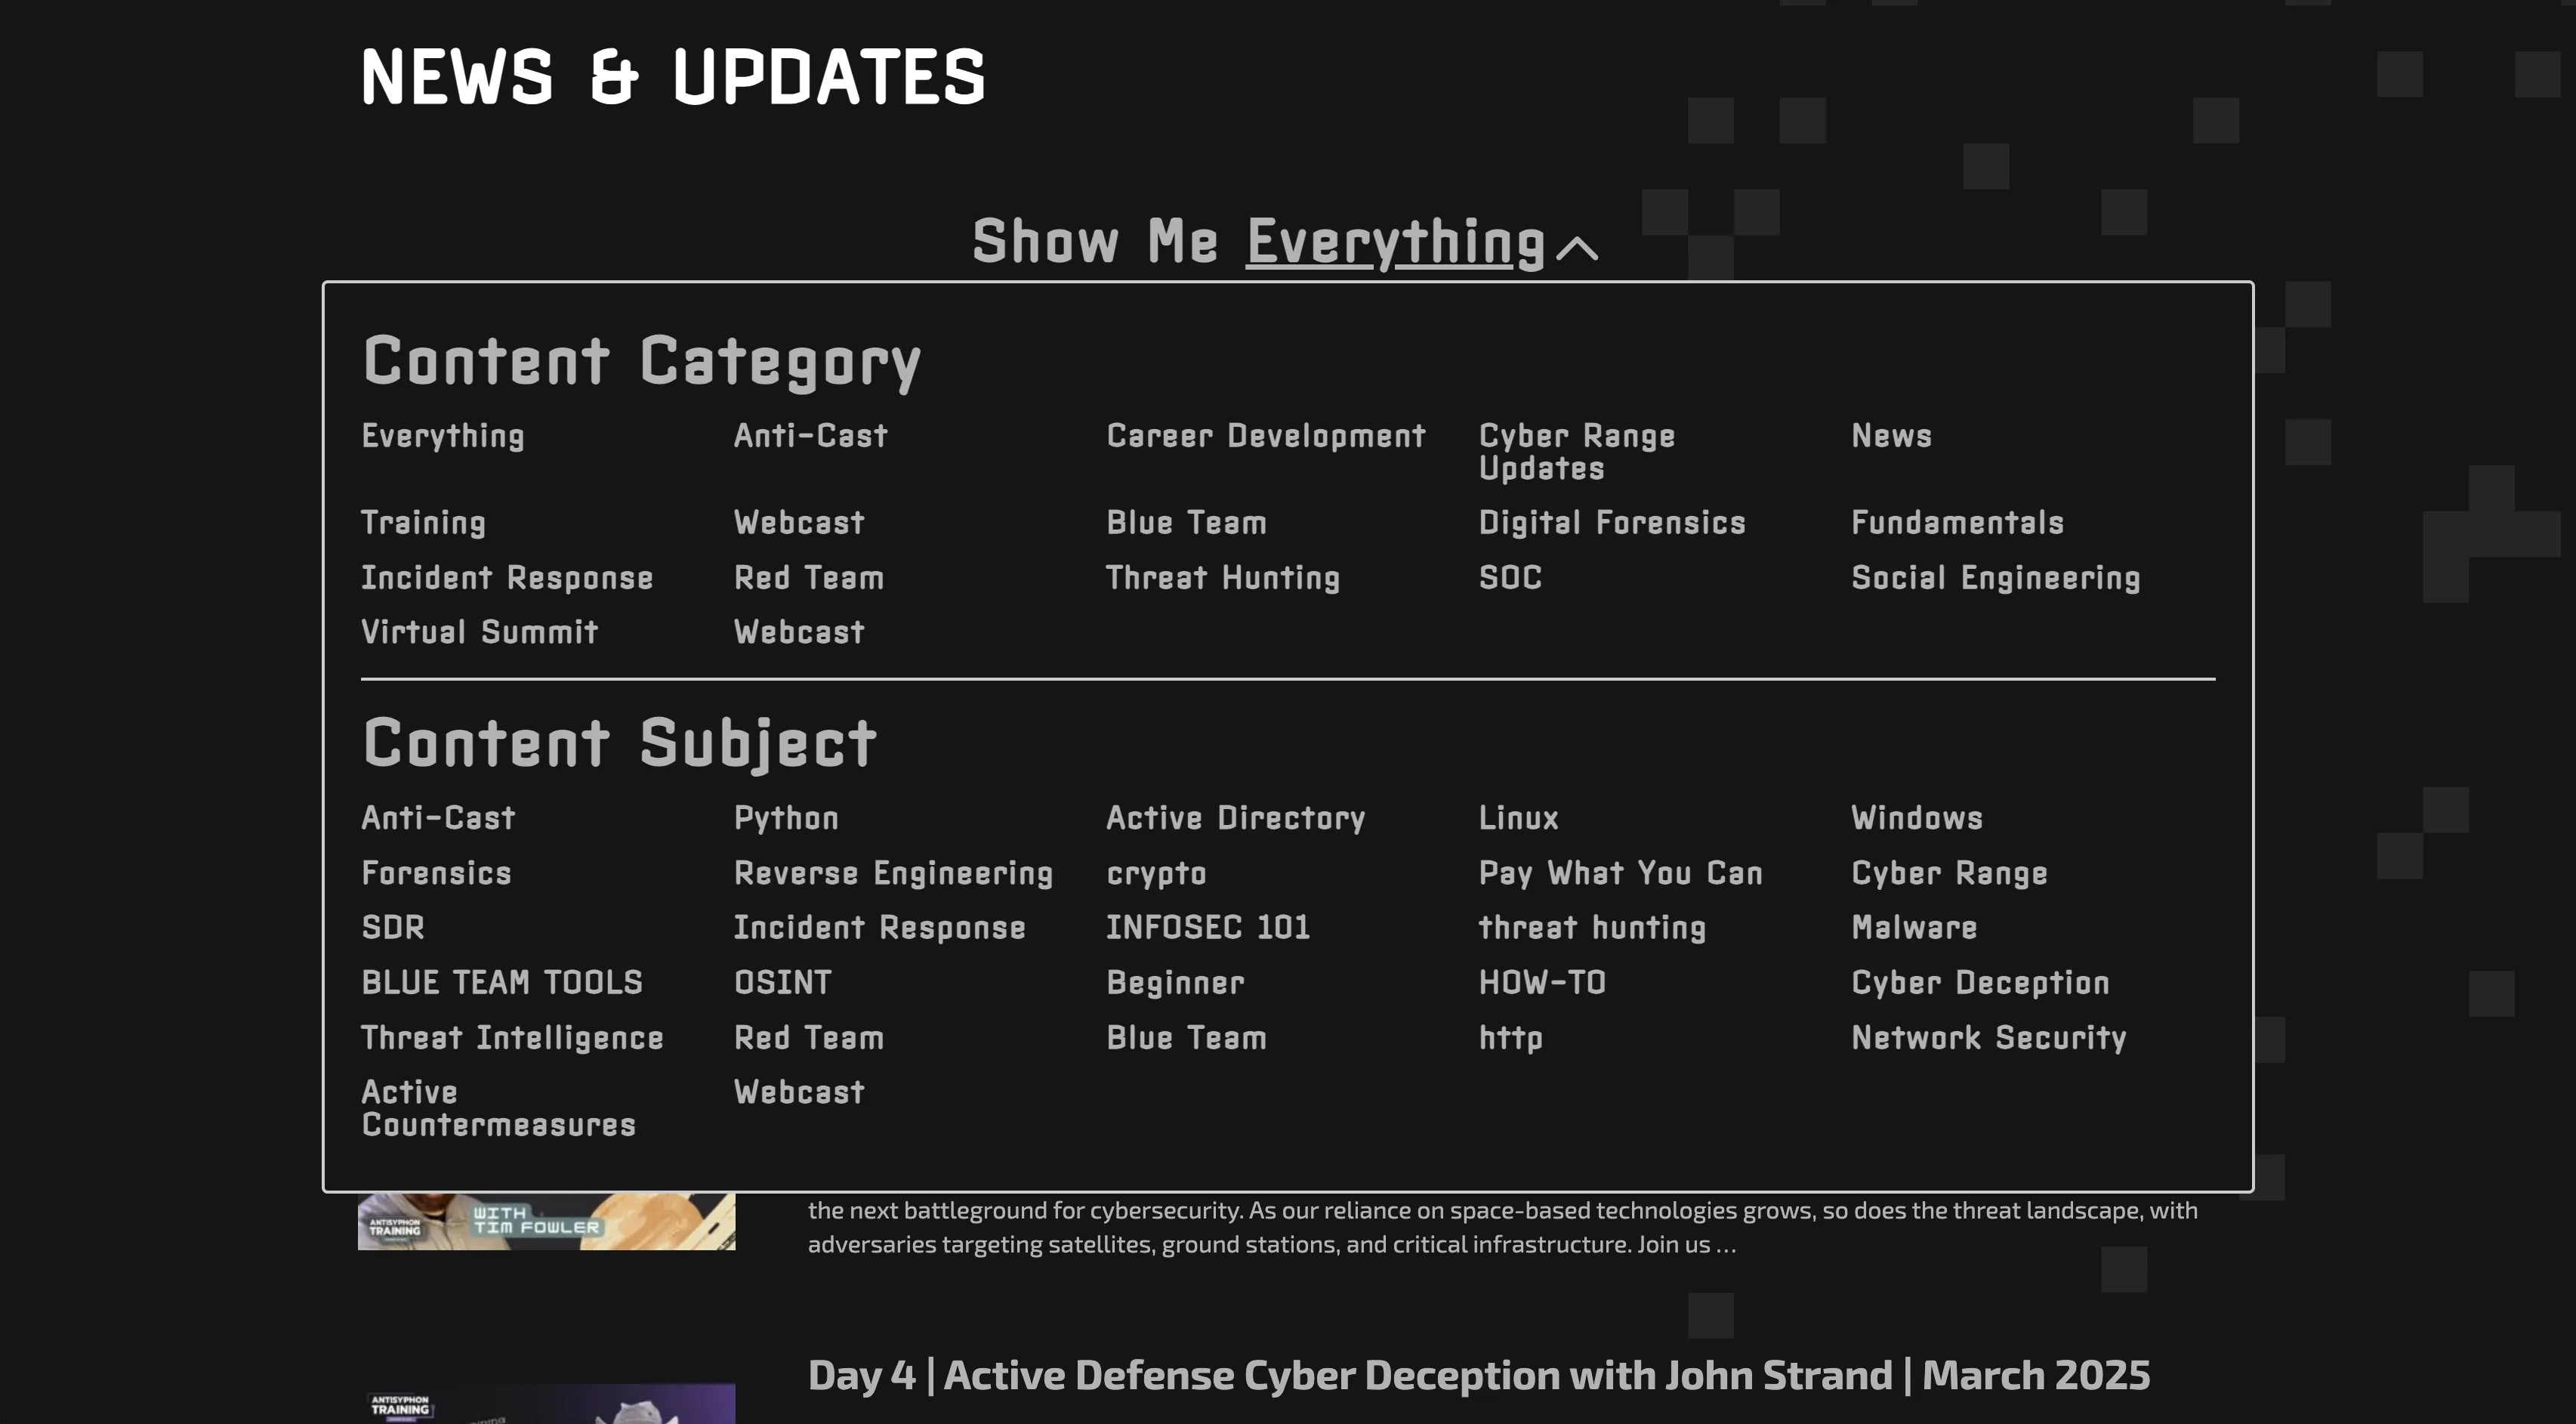 NEWS & UPDATES
Show Me Everything
Content Category
Everything
Anti-Cast
Career Development
Cyber Range
Updates
News
Training
Webcast
Blue Team
Digital Forensics
Fundamentals
Incident Response
Red Team
Threat Hunting
SOC
Social Engineering
Virtual Summit
Webcast
Content Subject
Anti-Cast
Python
Active Directory
Linux
Windows
Forensics
Reverse Engineering
crypto
Pay What You Can
Cyber Range
SDR
Incident Response
INFOSEC 101
threat hunting
Malware
BLUE TEAM TOOLS
OSINT
Beginner
HOW-TO
Cyber Deception
Threat Intelligence
Red Team
Blue Team
http
Network Security
Active
Countermeasures
Webcast
ANTISYPHON
TRAINING
WITH
TIM FOWLER
the next battleground for cybersecurity. As our reliance on space-based technologies grows, so does the threat landscape, with
adversaries targeting satellites, ground stations, and critical infrastructure. Join us ...
ANTISYPHON
TRAINING
Day 4 | Active Defense Cyber Deception with John Strand | March 2025